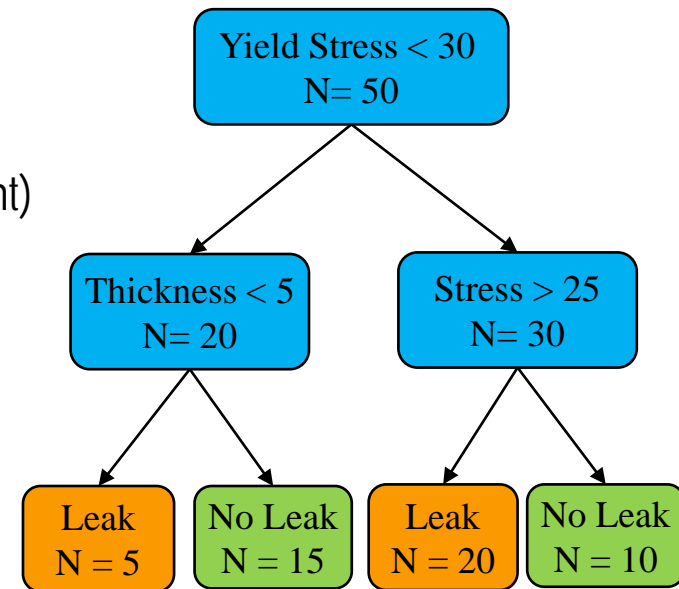 Yield Stress < 30
N= 50
nt)
Thickness < 5
N= 20
Stress > 25
N= 30
Leak
N = 5
No Leak
N = 15
Leak
N = 20
No Leak
N = 10